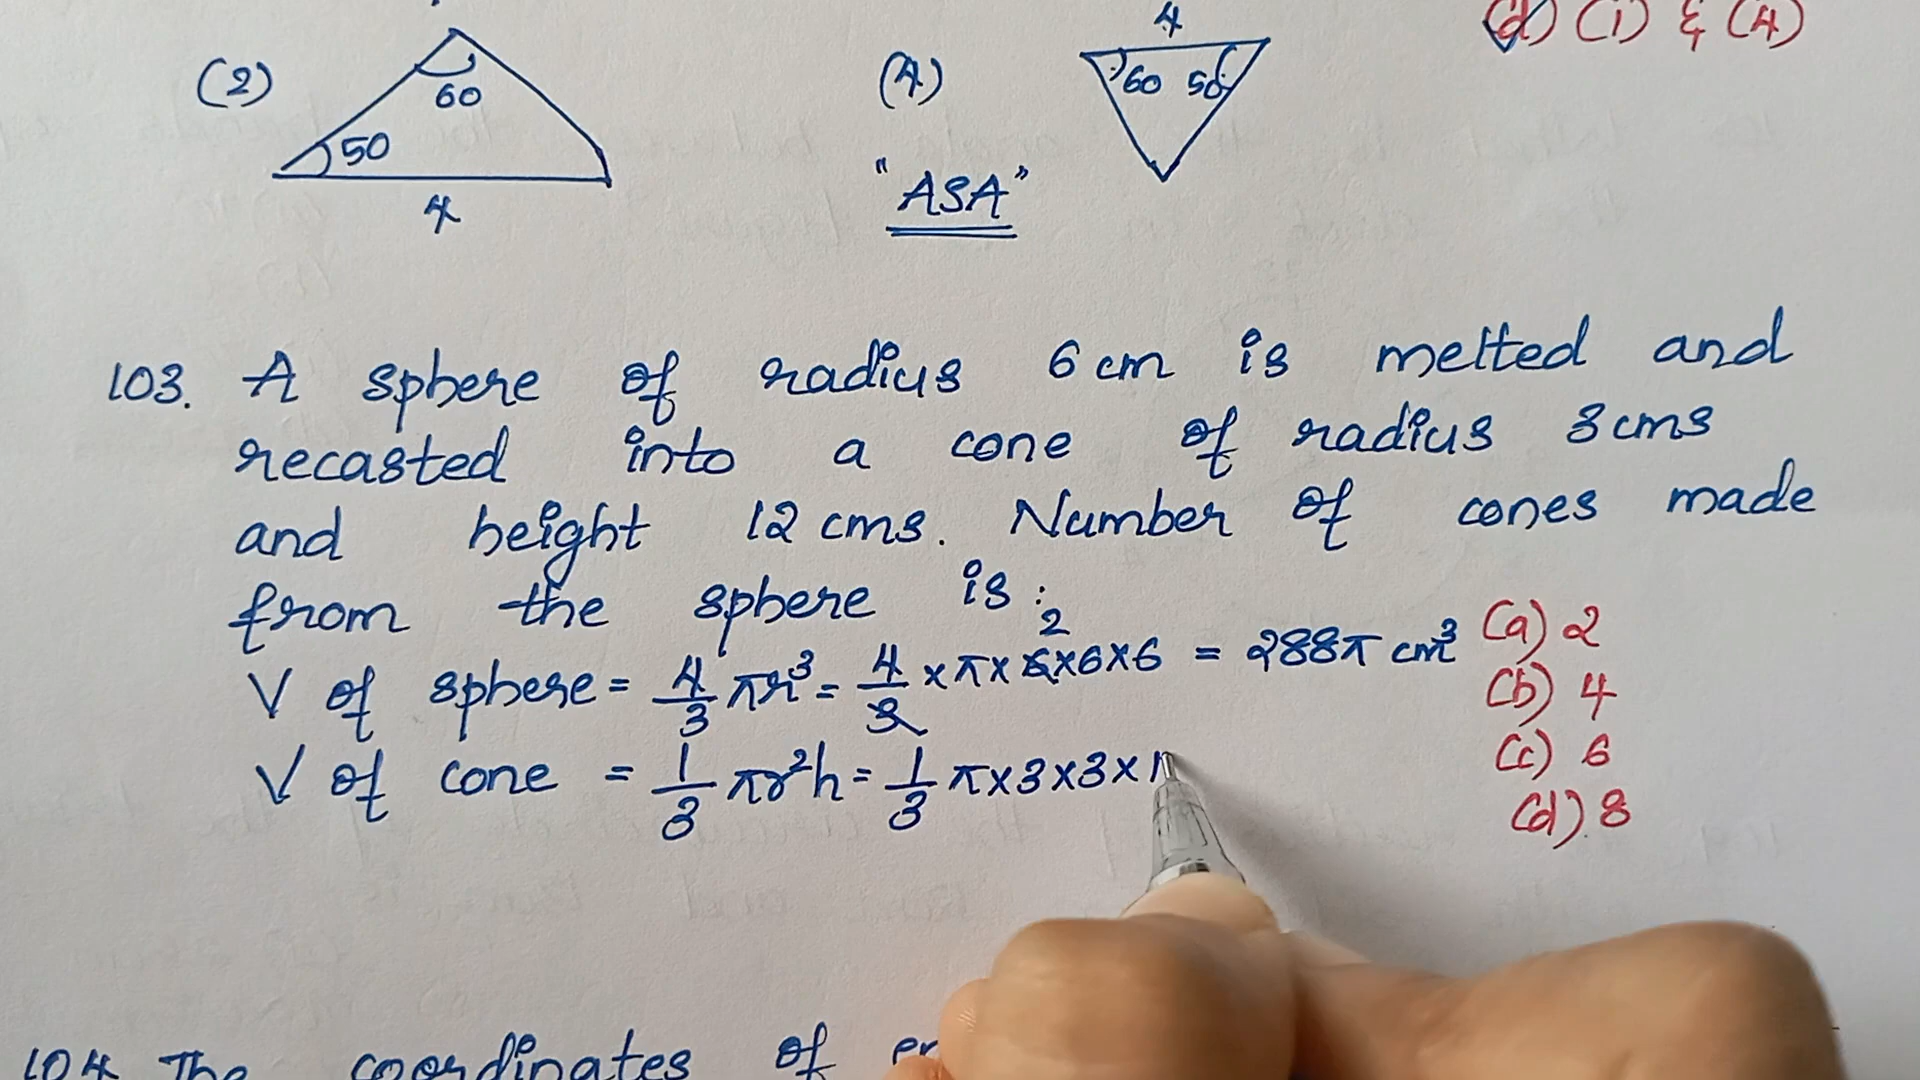 (2) 60 50 4
(4) 4 60 50
"ASA"
(d) (1) & (4)
103. A sphere of radius 6 cm is melted and
recasted into a cone of radius 3 cms
and height 12 cms. Number of cones made
from the sphere is :
V of sphere = 4/3 πr³ = 4/3 × π × 6 2 × 6 × 6 = 288π cm³
V of cone = 1/3 πr²h = 1/3 π × 3 × 3 × 1
(a) 2
(b) 4
(c) 6
(d) 8
104. The coordinates of